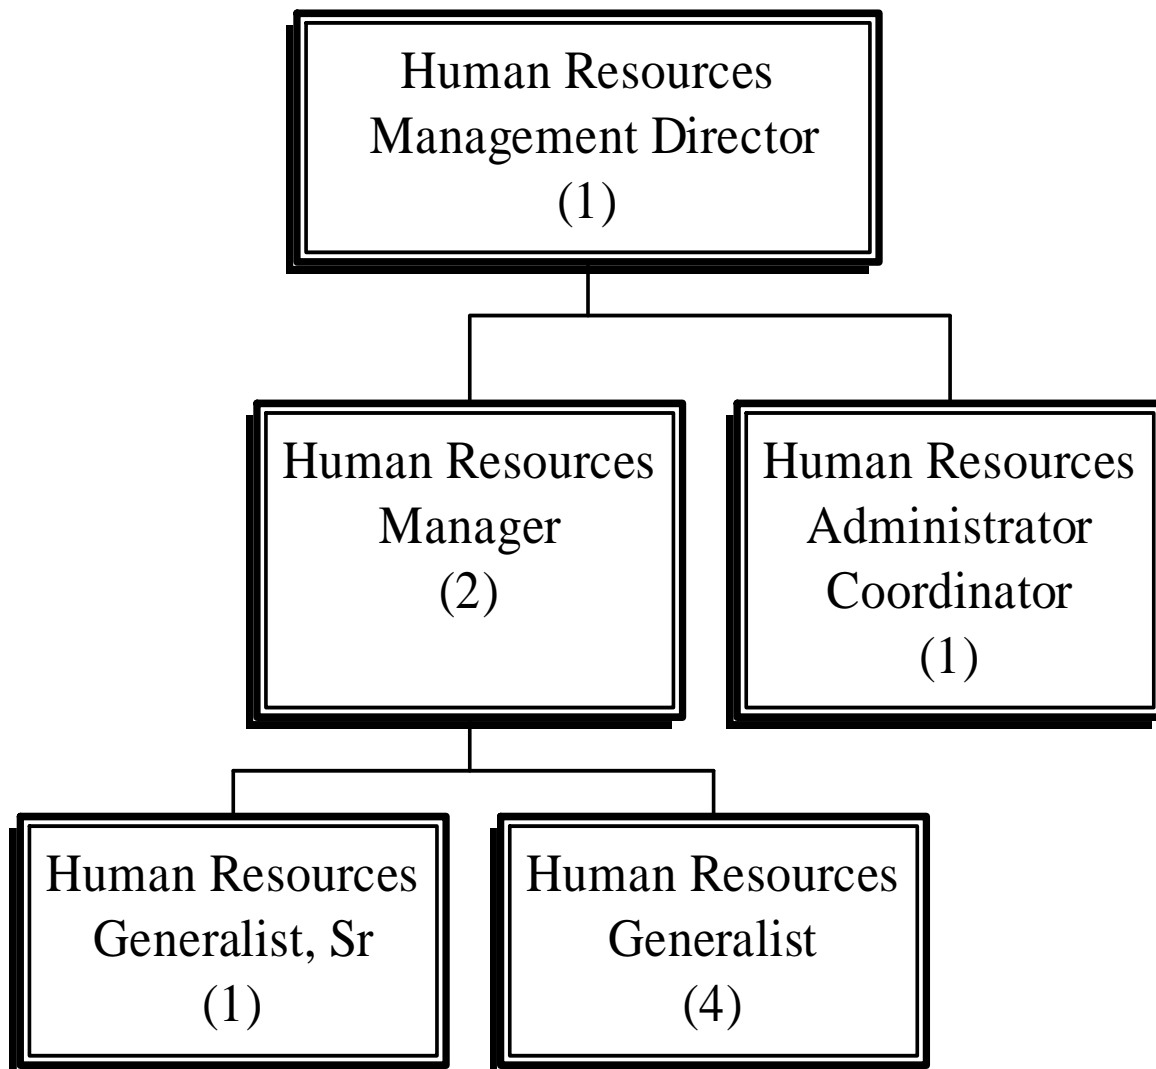 Human Resources
Management Director
(1)
Human Resources
Manager
(2)
Human Resources
Administrator
Coordinator
(1)
Human Resources
Generalist, Sr
(1)
Human Resources
Generalist
(4)